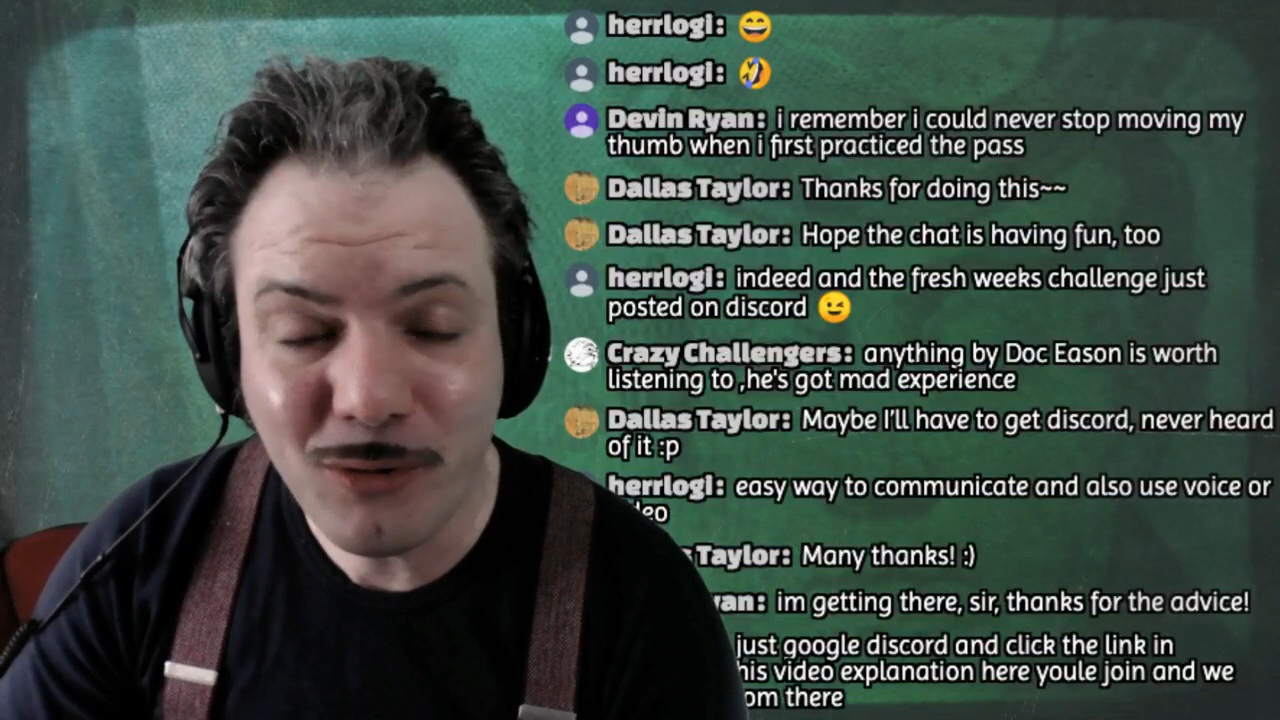 herrlogi: 😄
herrlogi: 🤣
Devin Ryan: i remember i could never stop moving my
thumb when i first practiced the pass
Dallas Taylor: Thanks for doing this~~
Dallas Taylor: Hope the chat is having fun, too
herrlogi: indeed and the fresh weeks challenge just
posted on discord 😉
Crazy Challengers: anything by Doc Eason is worth
listening to ,he's got mad experience
Dallas Taylor: Maybe I'll have to get discord, never heard
of it :p
herrlogi: easy way to communicate and also use voice or
Taylor: Many thanks! :)
im getting there, sir, thanks for the advice!
just google discord and click the link in
video explanation here youle join and we
there